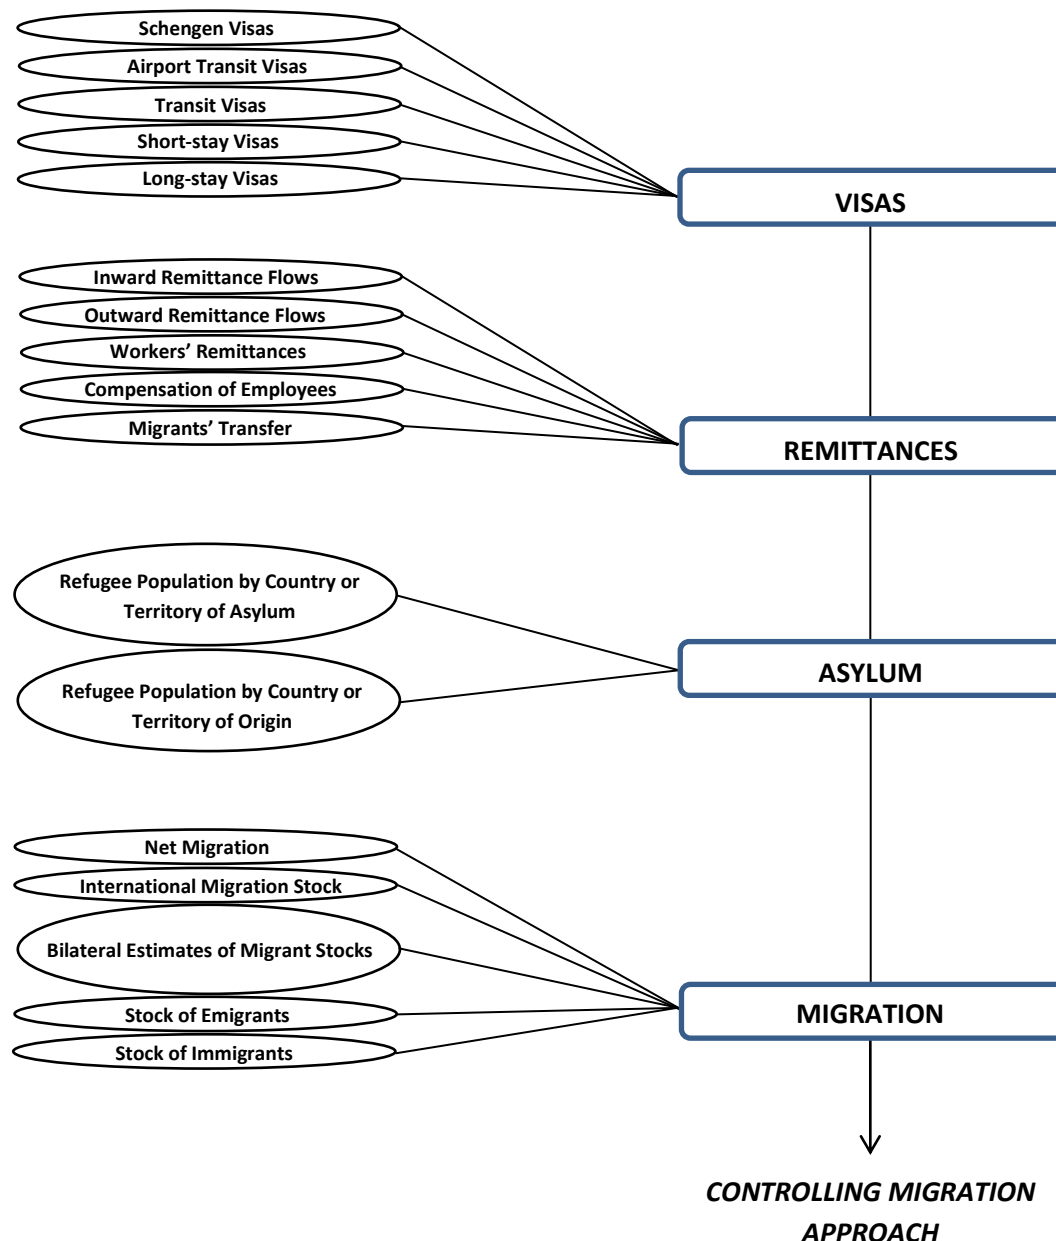 Schengen Visas
Airport Transit Visas
Transit Visas
Short-stay Visas
Long-stay Visas
VISAS
Inward Remittance Flows
Outward Remittance Flows
Workers’ Remittances
Compensation of Employees
Migrants’ Transfer
REMITTANCES
Refugee Population by Country or
Territory of Asylum
Refugee Population by Country or
Territory of Origin
ASYLUM
Net Migration
International Migration Stock
Bilateral Estimates of Migrant Stocks
Stock of Emigrants
Stock of Immigrants
MIGRATION
CONTROLLING MIGRATION
APPROACH